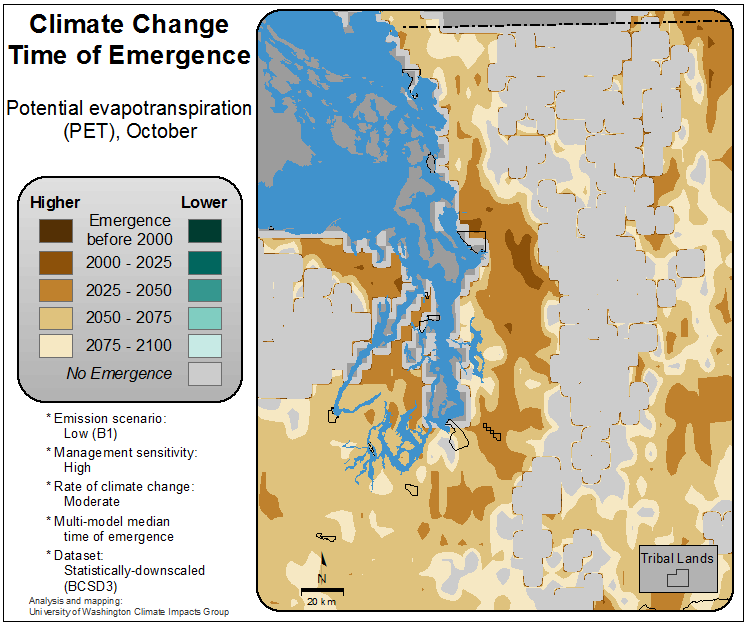 Climate Change
Time of Emergence
Potential evapotranspiration
(PET), October
Higher Lower
Emergence
before 2000
2000 - 2025
2025 - 2050
2050 - 2075
2075 - 2100
No Emergence
* Emission scenario:
Low (B1)
* Management sensitivity:
High
* Rate of climate change:
Moderate
* Multi-model median
time of emergence
* Dataset:
Statistically-downscaled
(BCSD3)
Analysis and mapping:
University of Washington Climate Impacts Group
N
20 km
Tribal Lands